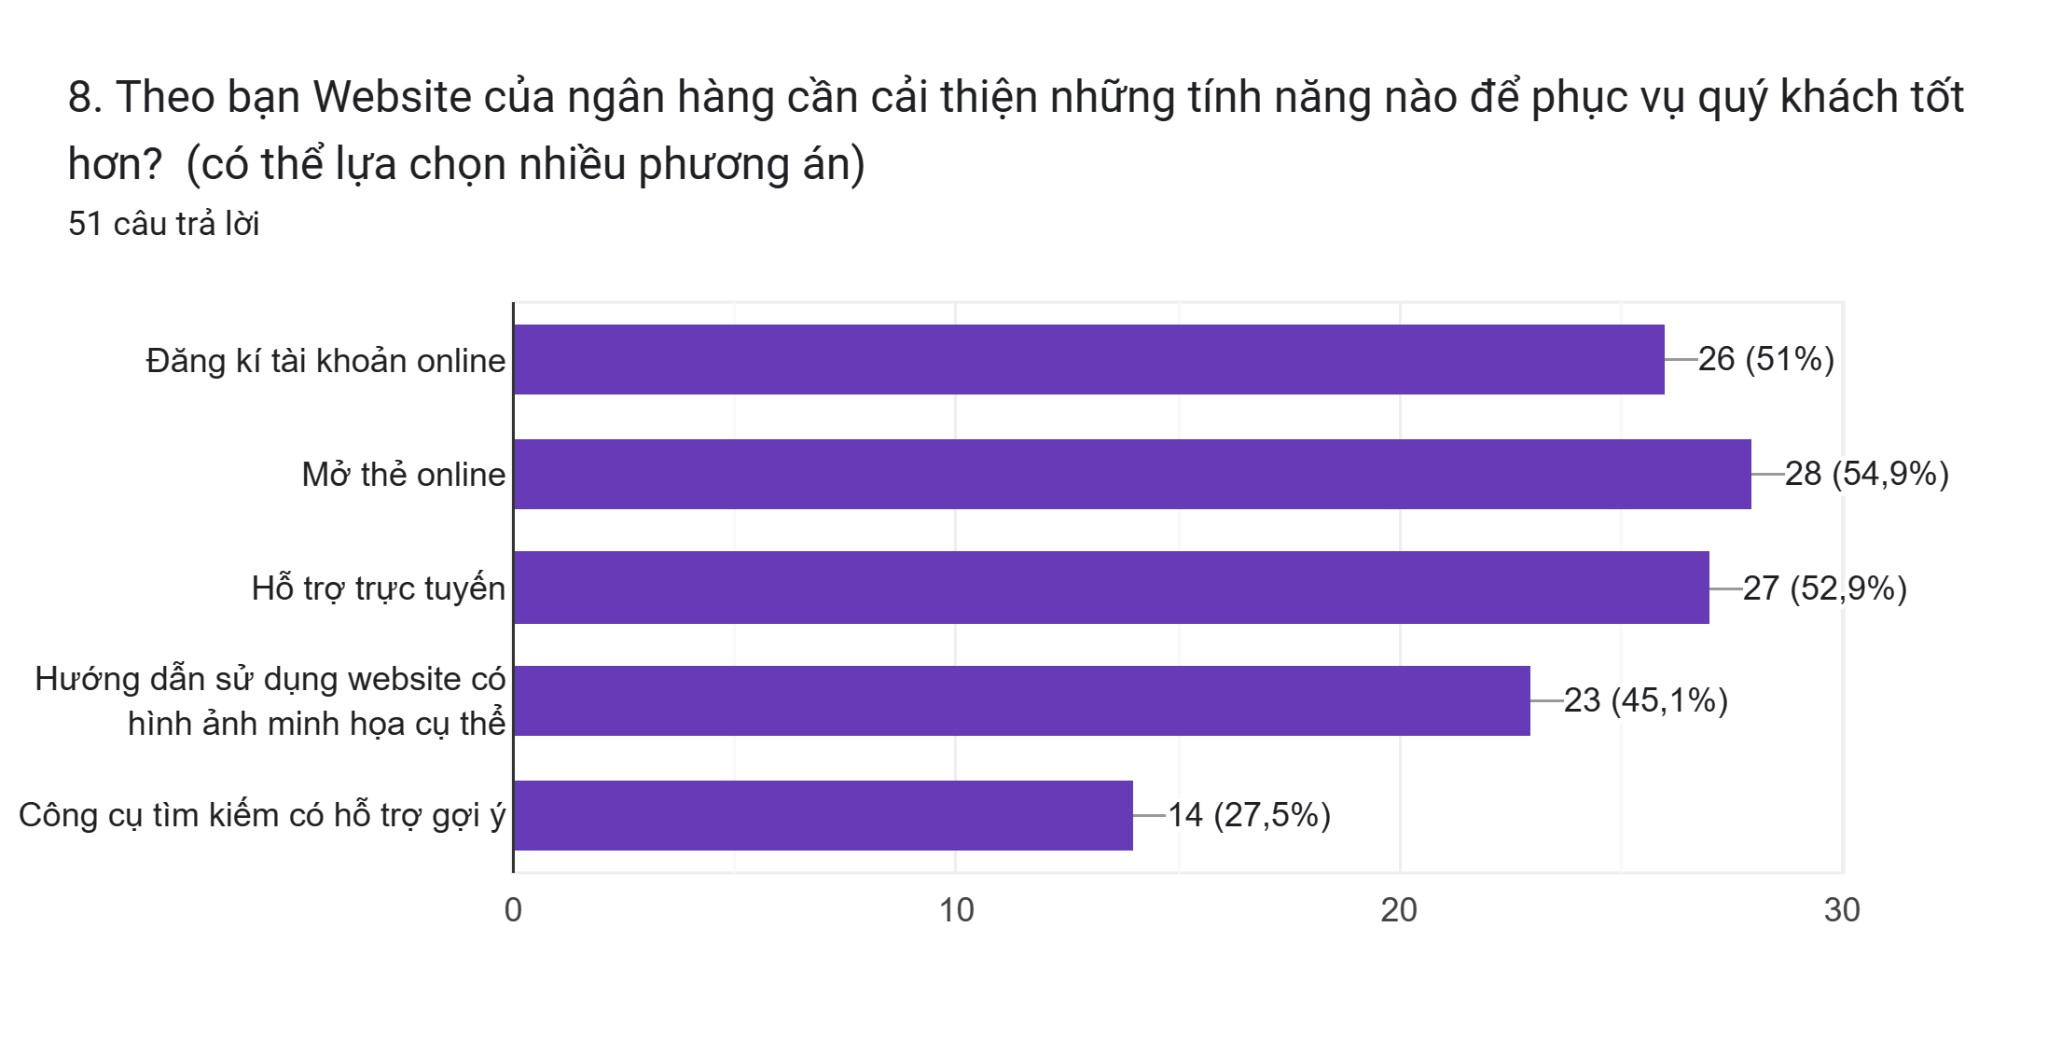 8. Theo bạn Website của ngân hàng cần cải thiện những tính năng nào để phục vụ quý khách tốt
hơn?  (có thể lựa chọn nhiều phương án)
51 câu trả lời
Đăng kí tài khoản online
26 (51%)
Mở thẻ online
28 (54,9%)
Hỗ trợ trực tuyến
27 (52,9%)
Hướng dẫn sử dụng website có
hình ảnh minh họa cụ thể
23 (45,1%)
Công cụ tìm kiếm có hỗ trợ gợi ý
14 (27,5%)
0 10 20 30